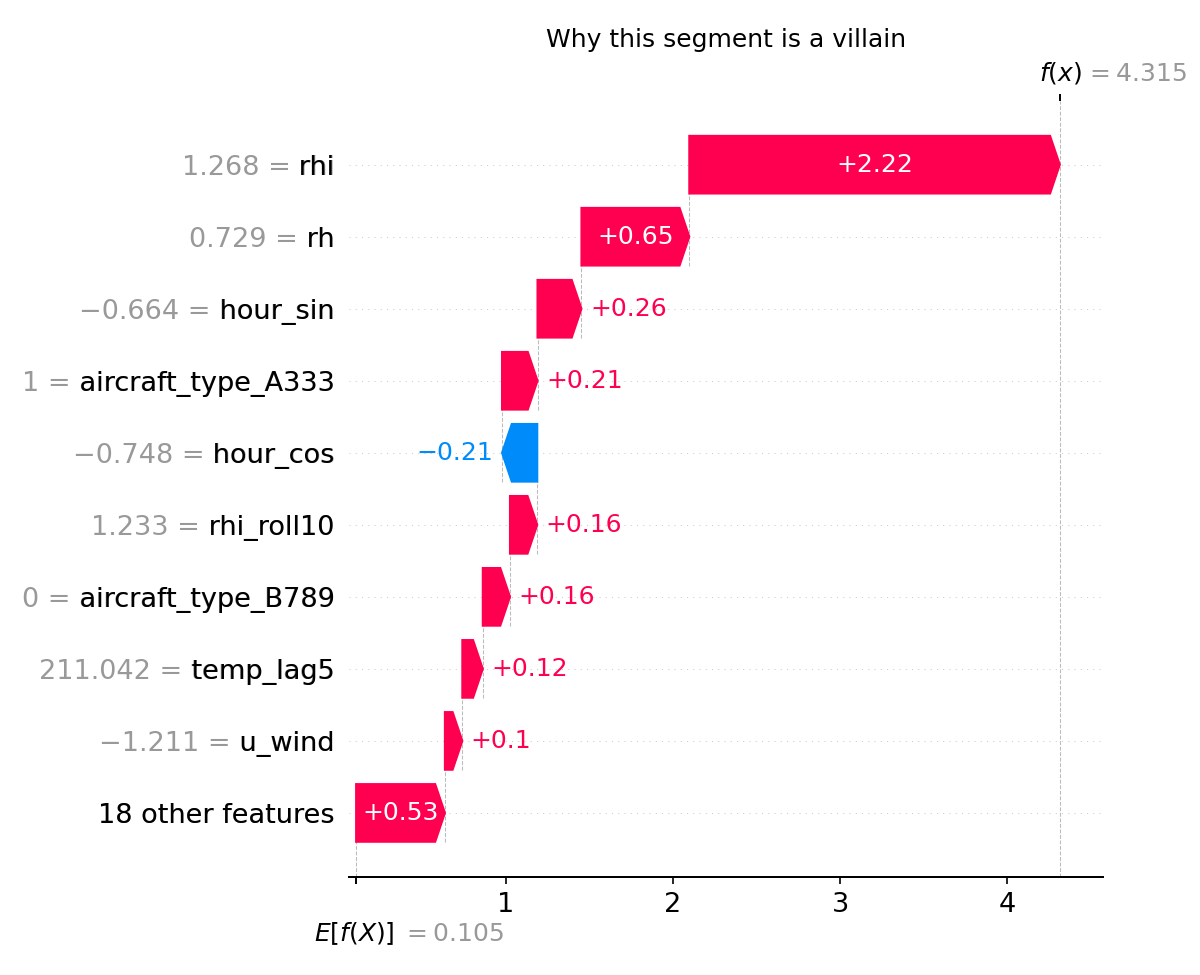 Why this segment is a villain
f(x) = 4.315
1.268 = rhi +2.22
0.729 = rh +0.65
−0.664 = hour_sin +0.26
1 = aircraft_type_A333 +0.21
−0.748 = hour_cos −0.21
1.233 = rhi_roll10 +0.16
0 = aircraft_type_B789 +0.16
211.042 = temp_lag5 +0.12
−1.211 = u_wind +0.1
18 other features +0.53
1 2 3 4
E[f(X)] = 0.105